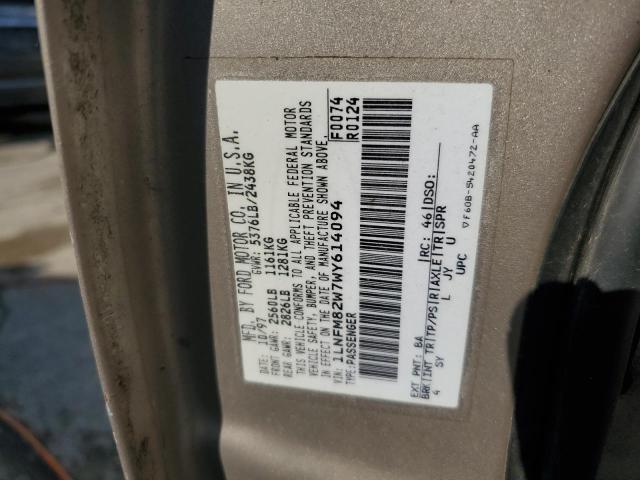 MFD. BY FORD MOTOR CO. IN U.S.A.
10/97 GVWR: 5376LB/2438KG
FRONT GAWR: 2560LB 1161KG
REAR GAWR: 2826LB 1281KG
THIS VEHICLE CONFORMS TO ALL APPLICABLE FEDERAL MOTOR
VEHICLE SAFETY, BUMPER, AND THEFT PREVENTION STANDARDS
IN EFFECT ON THE DATE OF MANUFACTURE SHOWN ABOVE.
VIN: 1LNFM82W7WY614094 F0074
TYPE: PASSENGER R0124
EXT PNT: BA RC: 46 DSO:
BRK INT TR TP/PS R AXLE TR SPR
4 SY L JY U
UPC
F60B-5420472-AA